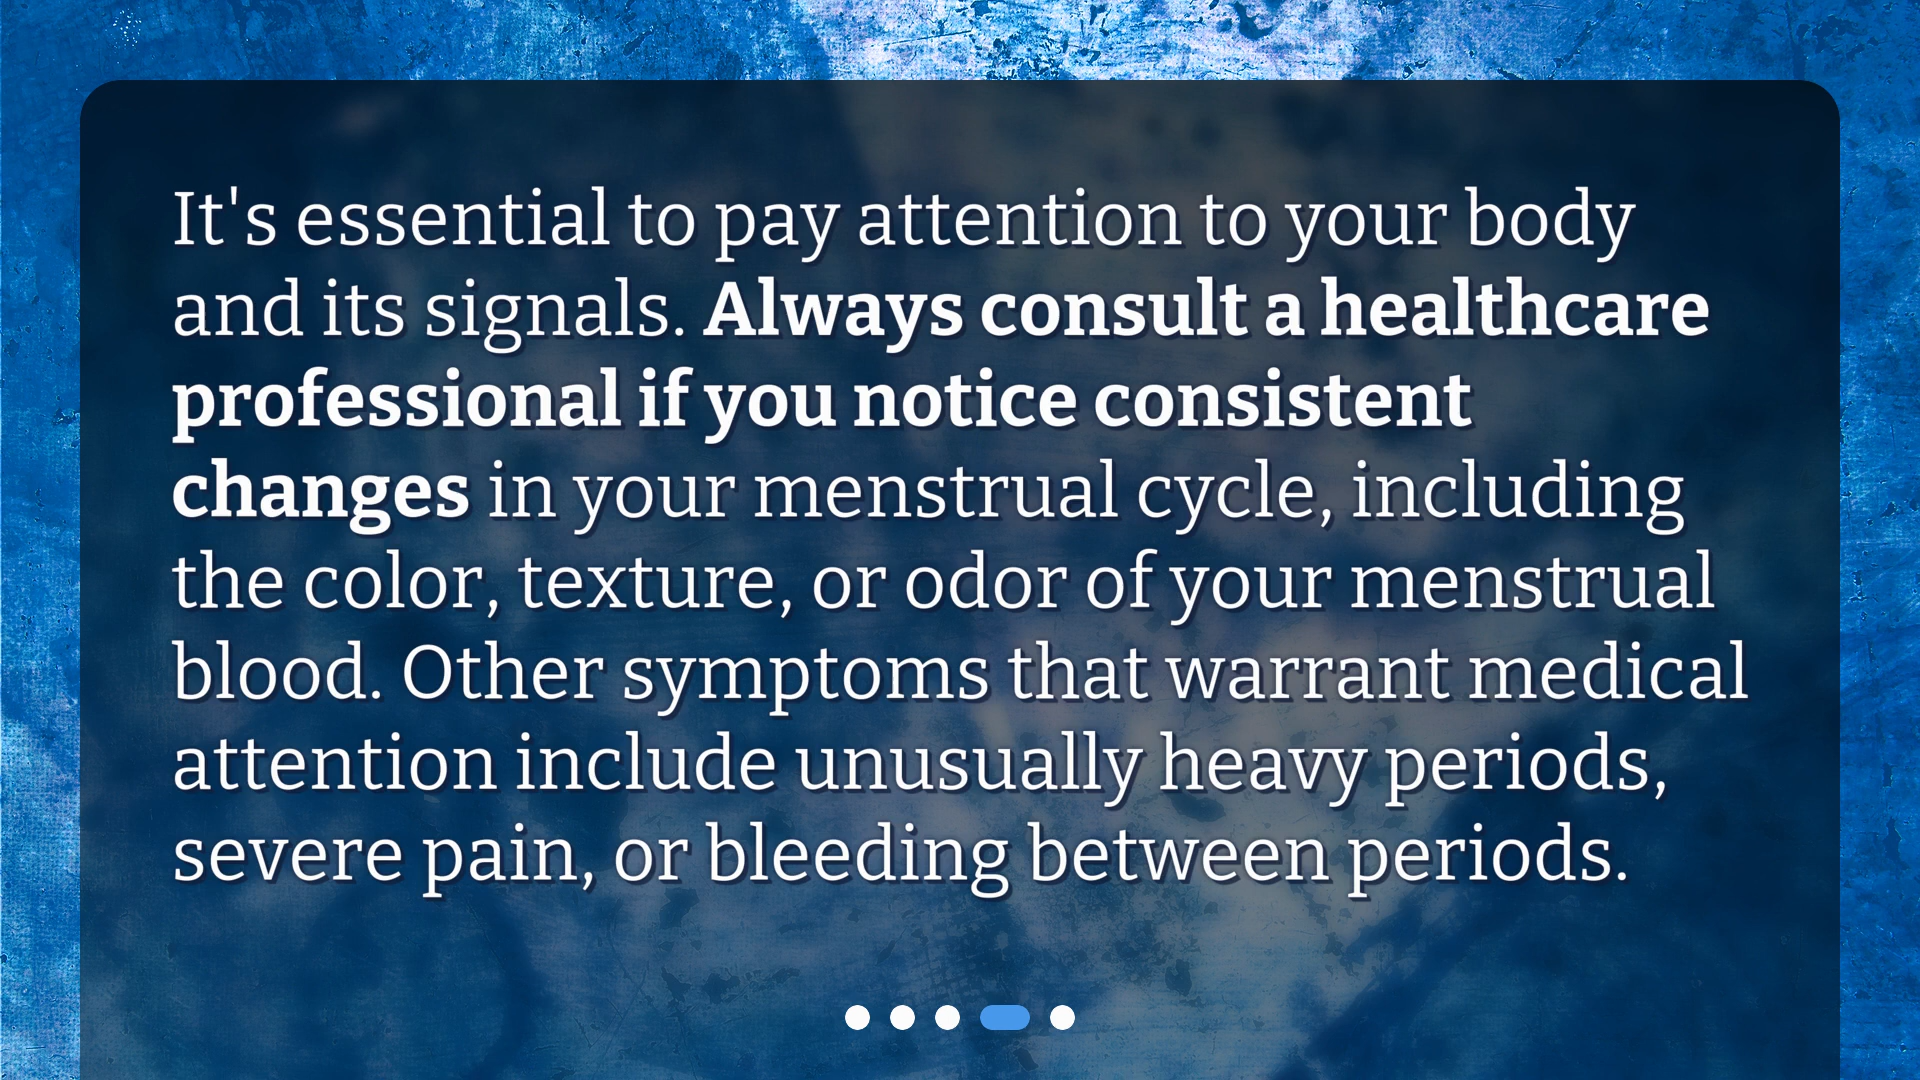 It's essential to pay attention to your body
and its signals. Always consult a healthcare
professional if you notice consistent
changes in your menstrual cycle, including
the color, texture, or odor of your menstrual
blood. Other symptoms that warrant medical
attention include unusually heavy periods,
severe pain, or bleeding between periods.